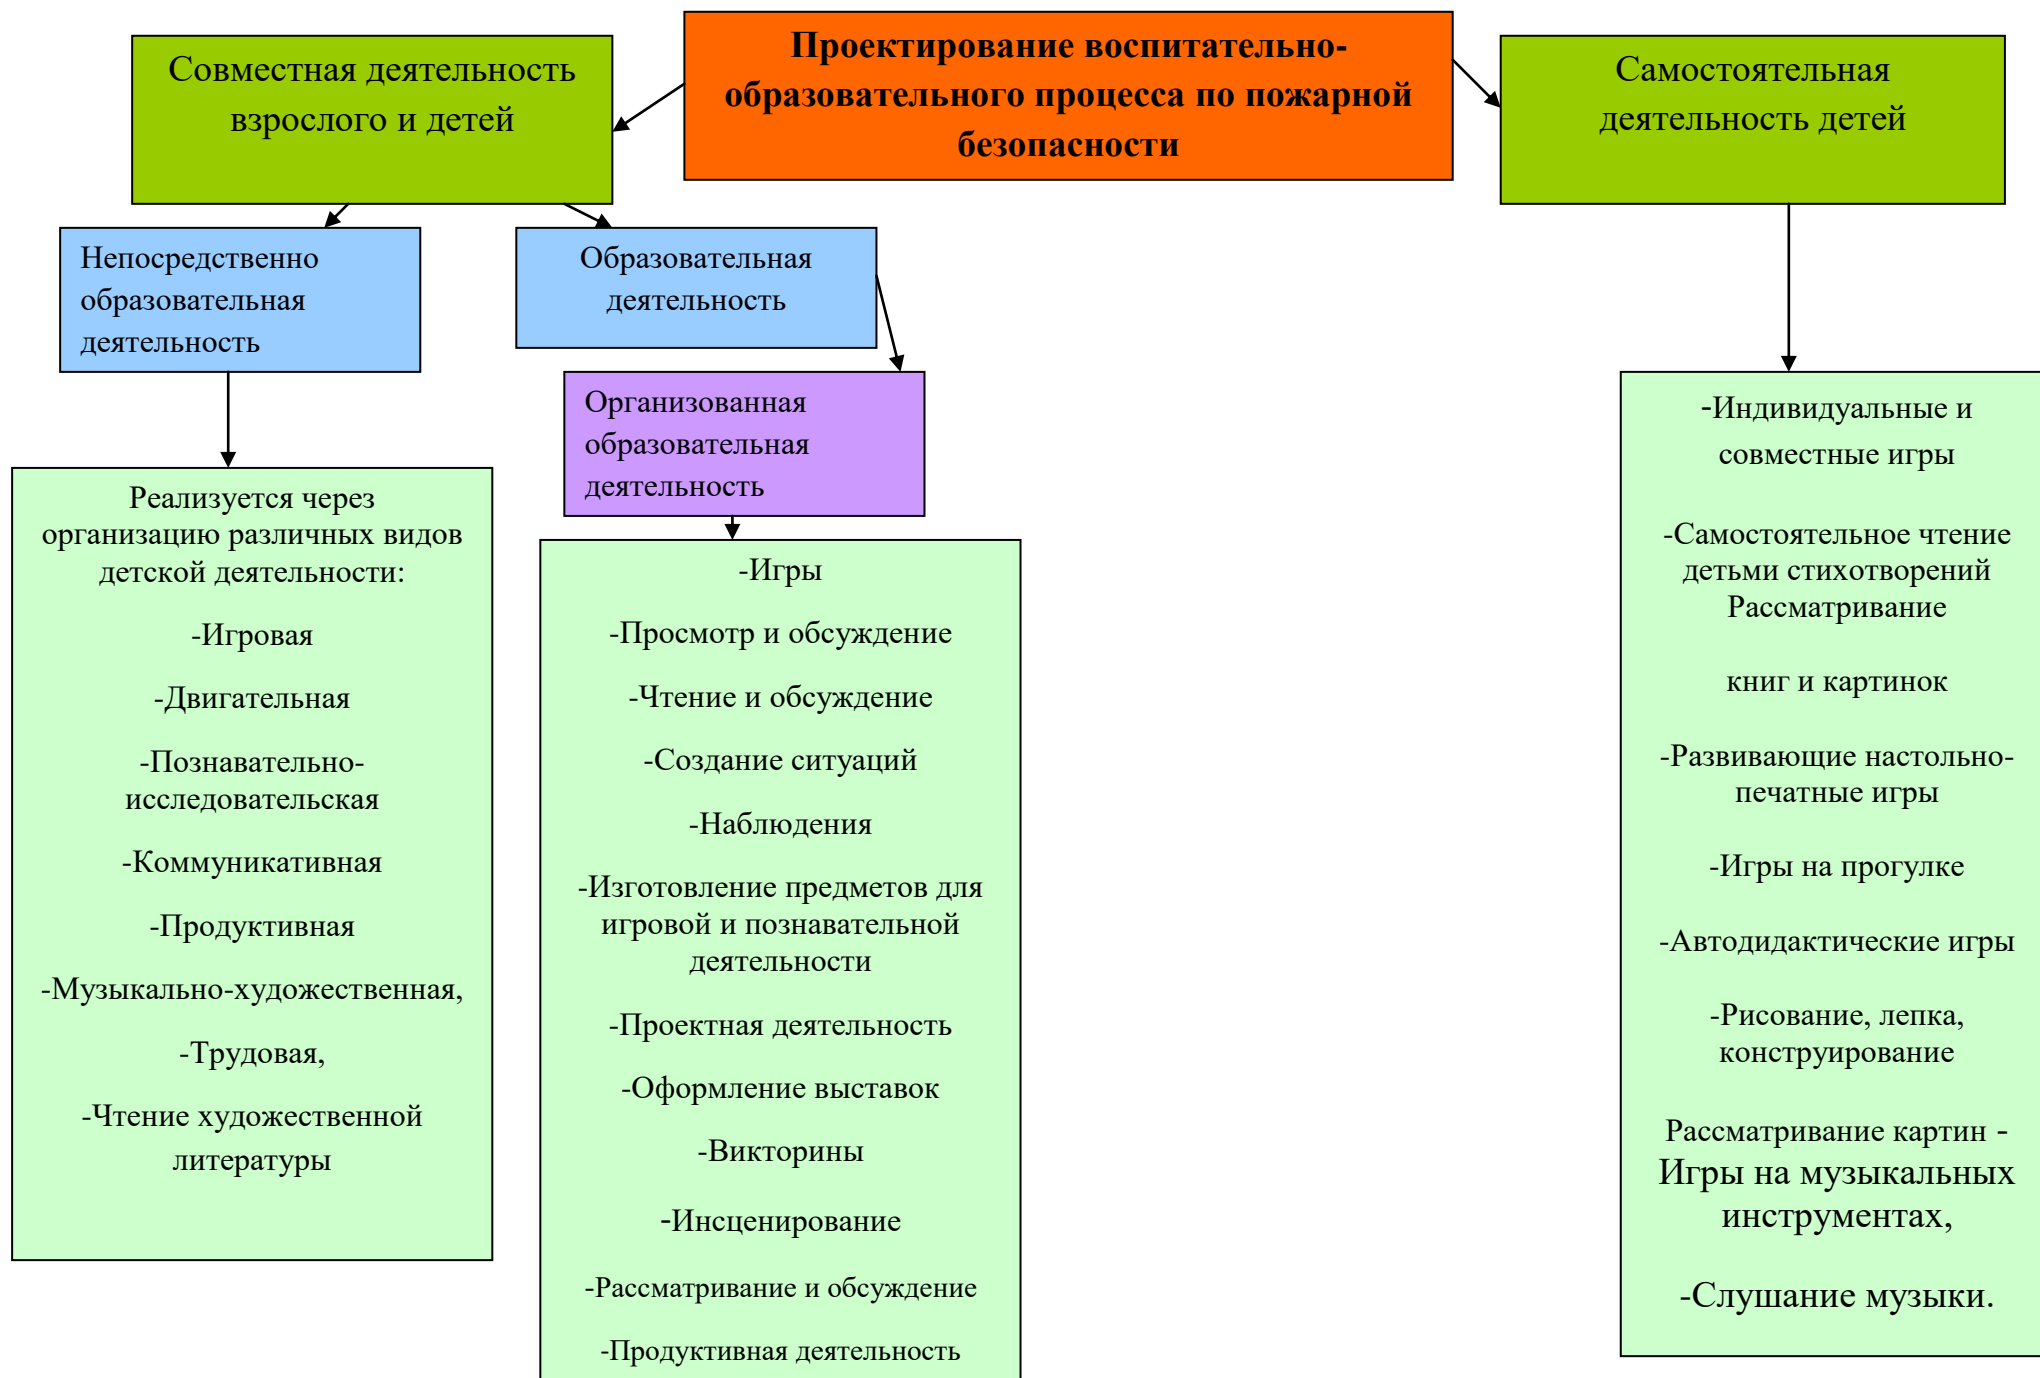 Проектирование воспитательно-
образовательного процесса по пожарной
безопасности
Совместная деятельность
взрослого и детей
Самостоятельная
деятельность детей
Непосредственно
образовательная
деятельность
Образовательная
деятельность
Организованная
образовательная
деятельность
Реализуется через
организацию различных видов
детской деятельности:
-Игровая
-Двигательная
-Познавательно-
исследовательская
-Коммуникативная
-Продуктивная
-Музыкально-художественная,
-Трудовая,
-Чтение художественной
литературы
-Игры
-Просмотр и обсуждение
-Чтение и обсуждение
-Создание ситуаций
-Наблюдения
-Изготовление предметов для
игровой и познавательной
деятельности
-Проектная деятельность
-Оформление выставок
-Викторины
-Инсценирование
-Рассматривание и обсуждение
-Продуктивная деятельность
-Индивидуальные и
совместные игры
-Самостоятельное чтение
детьми стихотворений
Рассматривание
книг и картинок
-Развивающие настольно-
печатные игры
-Игры на прогулке
-Автодидактические игры
-Рисование, лепка,
конструирование
Рассматривание картин -
Игры на музыкальных
инструментах,
-Слушание музыки.